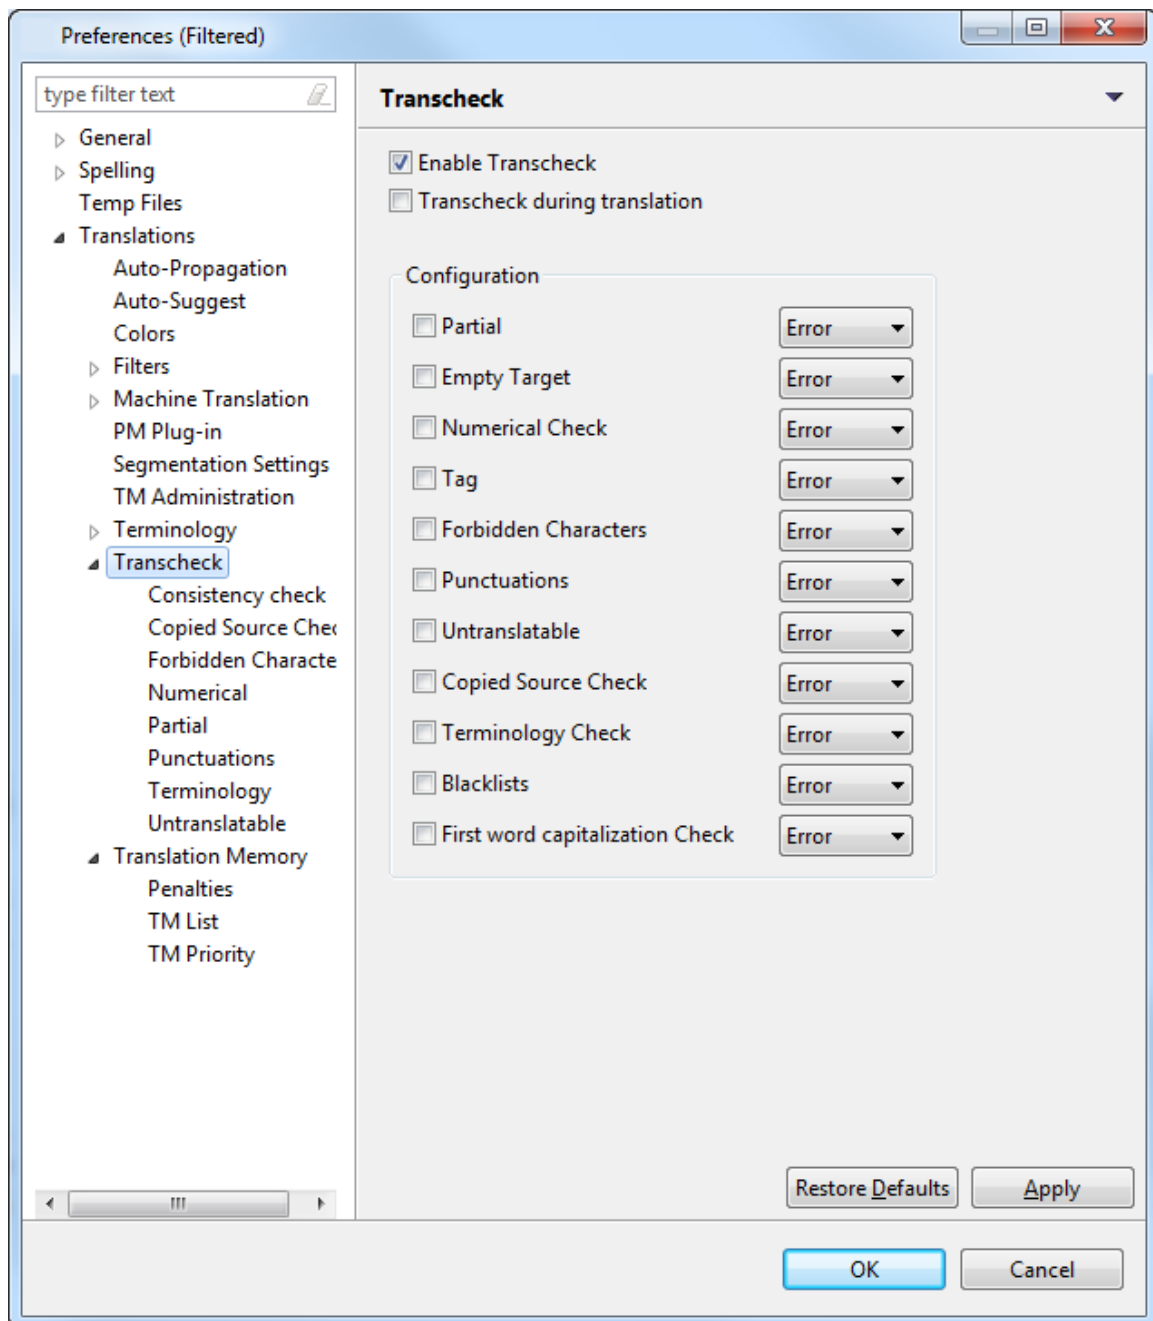 Preferences (Filtered)
type filter text
General
Spelling
Temp Files
Translations
Auto-Propagation
Auto-Suggest
Colors
Filters
Machine Translation
PM Plug-in
Segmentation Settings
TM Administration
Terminology
Transcheck
Consistency check
Copied Source Chec
Forbidden Characte
Numerical
Partial
Punctuations
Terminology
Untranslatable
Translation Memory
Penalties
TM List
TM Priority
Transcheck
Enable Transcheck
Transcheck during translation
Configuration
Partial Error
Empty Target Error
Numerical Check Error
Tag Error
Forbidden Characters Error
Punctuations Error
Untranslatable Error
Copied Source Check Error
Terminology Check Error
Blacklists Error
First word capitalization Check Error
Restore Defaults Apply
OK Cancel